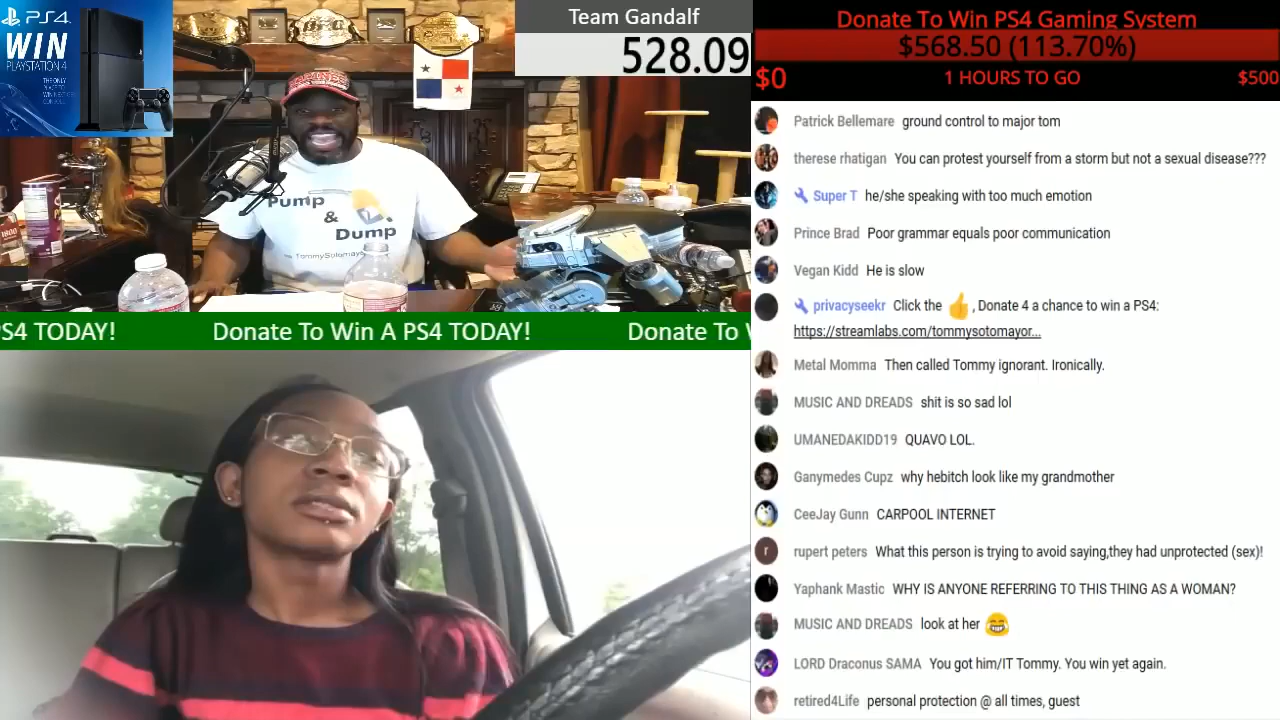 PS4
WIN
PLAYSTATION 4
THE ONLY
Team Gandalf
528.09
Pump
&
Dump
TommySotomayor
S4 TODAY!
Donate To Win A PS4 TODAY!
Donate To W
Donate To Win PS4 Gaming System
$568.50 (113.70%)
$0
1 HOURS TO GO
$500
Patrick Bellemare ground control to major tom
therese rhatigan You can protest yourself from a storm but not a sexual disease???
Super T he/she speaking with too much emotion
Prince Brad Poor grammar equals poor communication
Vegan Kidd He is slow
privacyseekr Click the 👍, Donate 4 a chance to win a PS4:
https://streamlabs.com/tommysotomayor...
Metal Momma Then called Tommy ignorant. Ironically.
MUSIC AND DREADS shit is so sad lol
UMANEDAKIDD19 QUAVO LOL.
Ganymedes Cupz why hebitch look like my grandmother
CeeJay Gunn CARPOOL INTERNET
r
rupert peters What this person is trying to avoid saying,they had unprotected (sex)!
Yaphank Mastic WHY IS ANYONE REFERRING TO THIS THING AS A WOMAN?
MUSIC AND DREADS look at her 😂
LORD Draconus SAMA You got him/IT Tommy. You win yet again.
retired4Life personal protection @ all times, guest